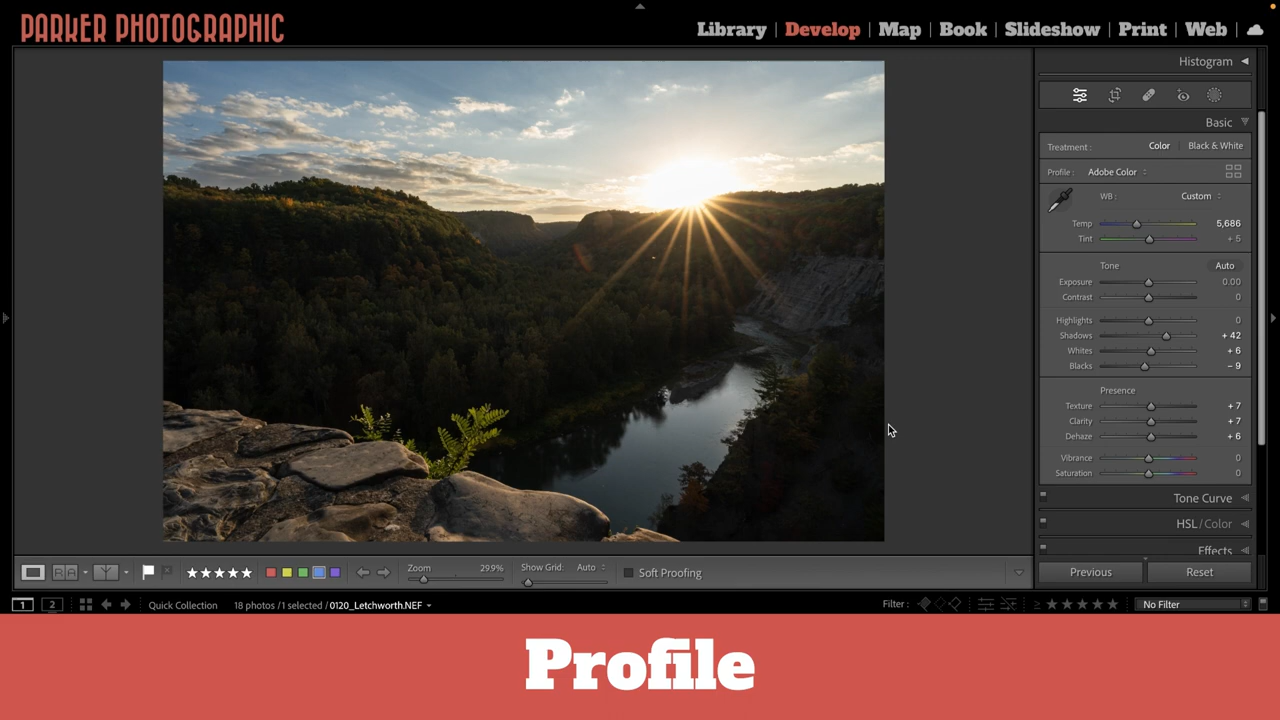 PARKER PHOTOGRAPHIC
Library | Develop | Map | Book | Slideshow | Print | Web
Histogram
Basic
Treatment : Color Black & White
Profile : Adobe Color
WB : Custom
Temp 5,686
Tint + 5
Tone Auto
Exposure 0.00
Contrast 0
Highlights 0
Shadows + 42
Whites + 6
Blacks – 9
Presence
Texture + 7
Clarity + 7
Dehaze + 6
Vibrance 0
Saturation 0
Tone Curve
HSL / Color
Effects
Previous Reset
RA Y Zoom 29.9% Show Grid: Auto Soft Proofing
1 2 Quick Collection 18 photos / 1 selected / 0120_Letchworth.NEF Filter : ≥ No Filter
Profile